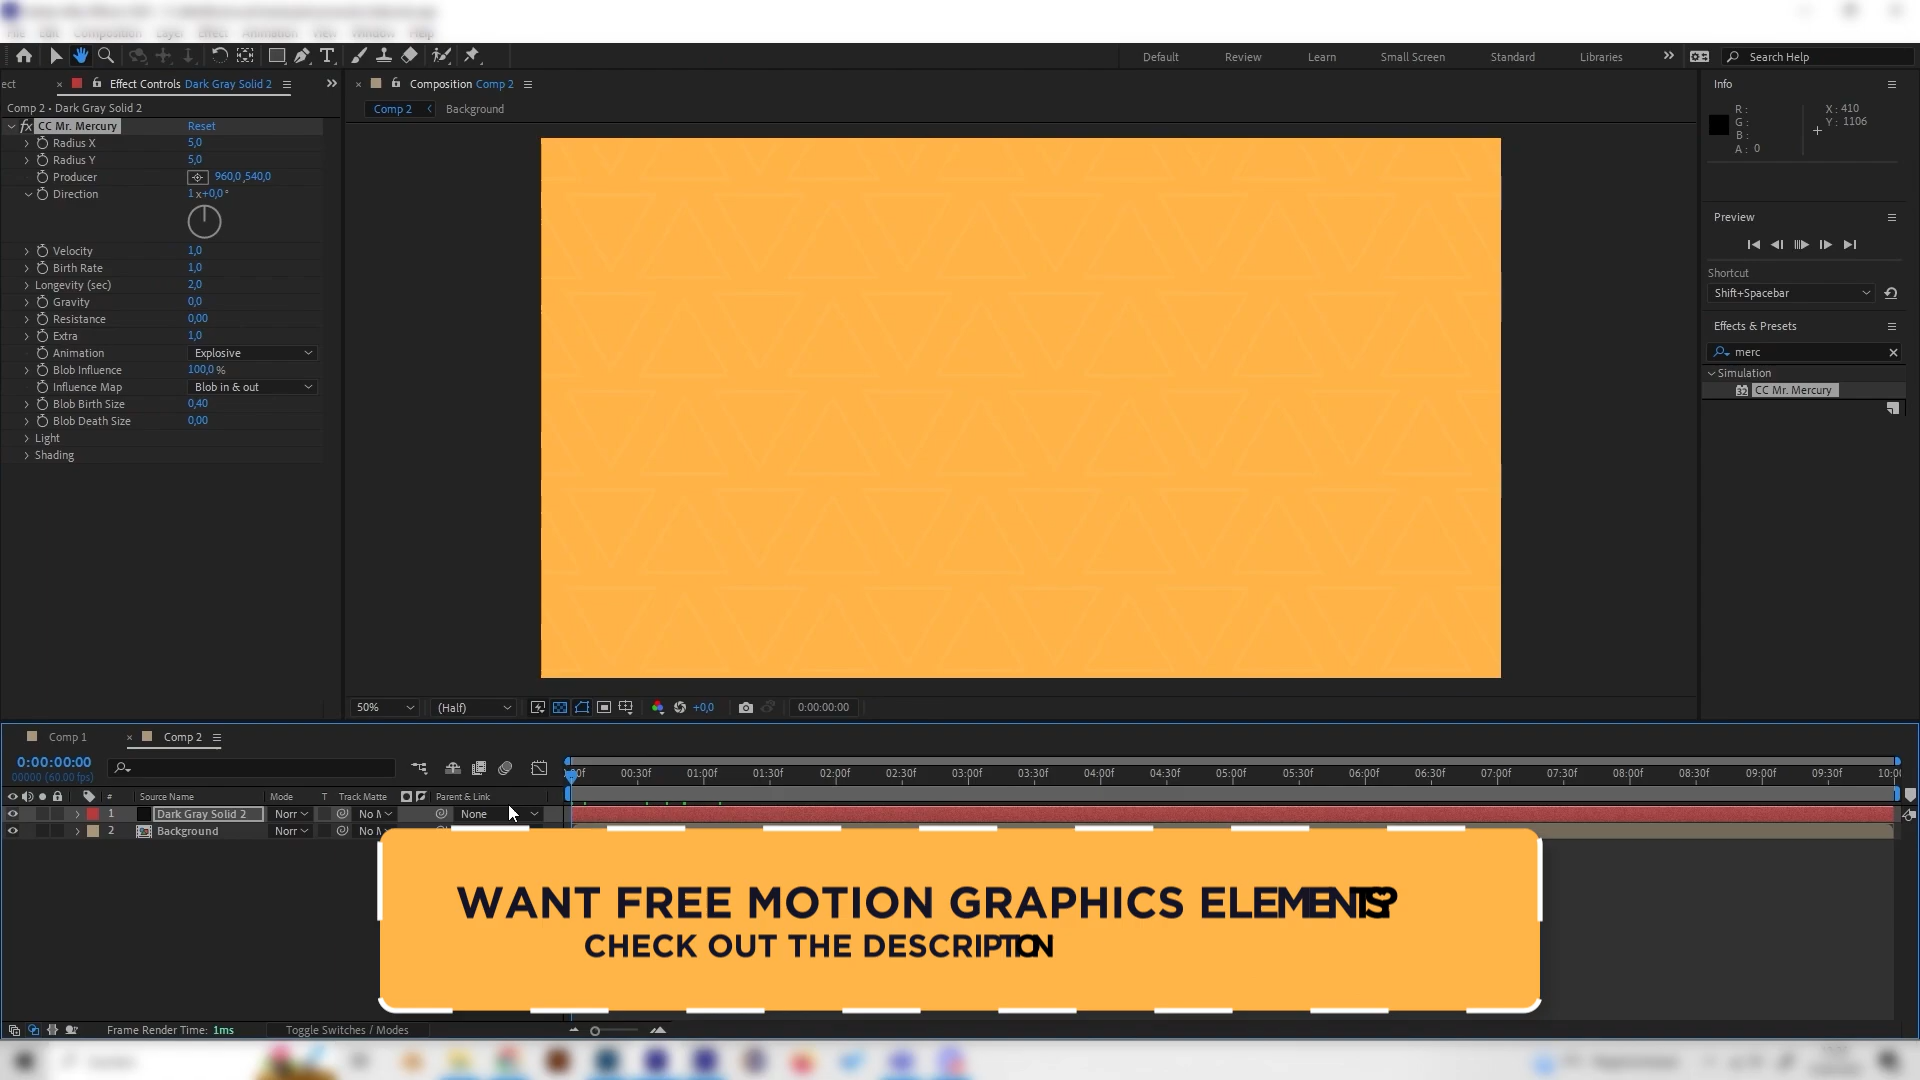 Default
Review
Learn
Small Screen
Standard
Libraries
Search Help
ect
Effect Controls Dark Gray Solid 2
Composition Comp 2
Info
Comp 2 • Dark Gray Solid 2
Comp 2
Background
R :
G :
B :
A : 0
X : 410
Y : 1106
fx CC Mr. Mercury Reset
Radius X 5,0
Radius Y 5,0
Producer 960,0 ,540,0
Direction 1 x+0,0 °
Velocity 1,0
Birth Rate 1,0
Longevity (sec) 2,0
Gravity 0,0
Resistance 0,00
Extra 1,0
Animation Explosive
Blob Influence 100,0 %
Influence Map Blob in & out
Blob Birth Size 0,40
Blob Death Size 0,00
Light
Shading
Preview
Shortcut
Shift+Spacebar
Effects & Presets
merc
Simulation
32 CC Mr. Mercury
50% (Half) +0,0 0:00:00:00
Comp 1
Comp 2
0:00:00:00
00000 (60.00 fps)
00f 00:30f 01:00f 01:30f 02:00f 02:30f 03:00f 03:30f 04:00f 04:30f 05:00f 05:30f 06:00f 06:30f 07:00f 07:30f 08:00f 08:30f 09:00f 09:30f 10:0
# Source Name Mode T Track Matte Parent & Link
1 Dark Gray Solid 2 Norr No M None
2 Background Norr No M
WANT FREE MOTION GRAPHICS ELEMENTS?
CHECK OUT THE DESCRIPTION
Frame Render Time: 1ms
Toggle Switches / Modes